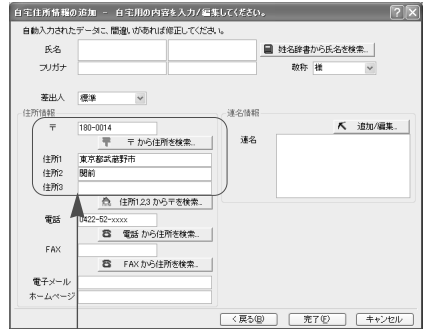 自宅住所情報の追加 － 自宅用の内容を入力/編集してください。
自動入力されたデータに、間違いがあれば修正してください。
氏名
姓名辞書から氏名を検索...
フリガナ
敬称 様
差出人 標準
住所情報
連名情報
〒 180-0014
追加/編集...
〒 から住所を検索...
連名
住所1 東京都武蔵野市
住所2 関前
住所3
住所1,2,3 から〒を検索...
電話 0422-52-xxxx
電話 から住所を検索...
FAX
FAX から住所を検索...
電子メール
ホームページ
< 戻る(B)
完了(F)
キャンセル